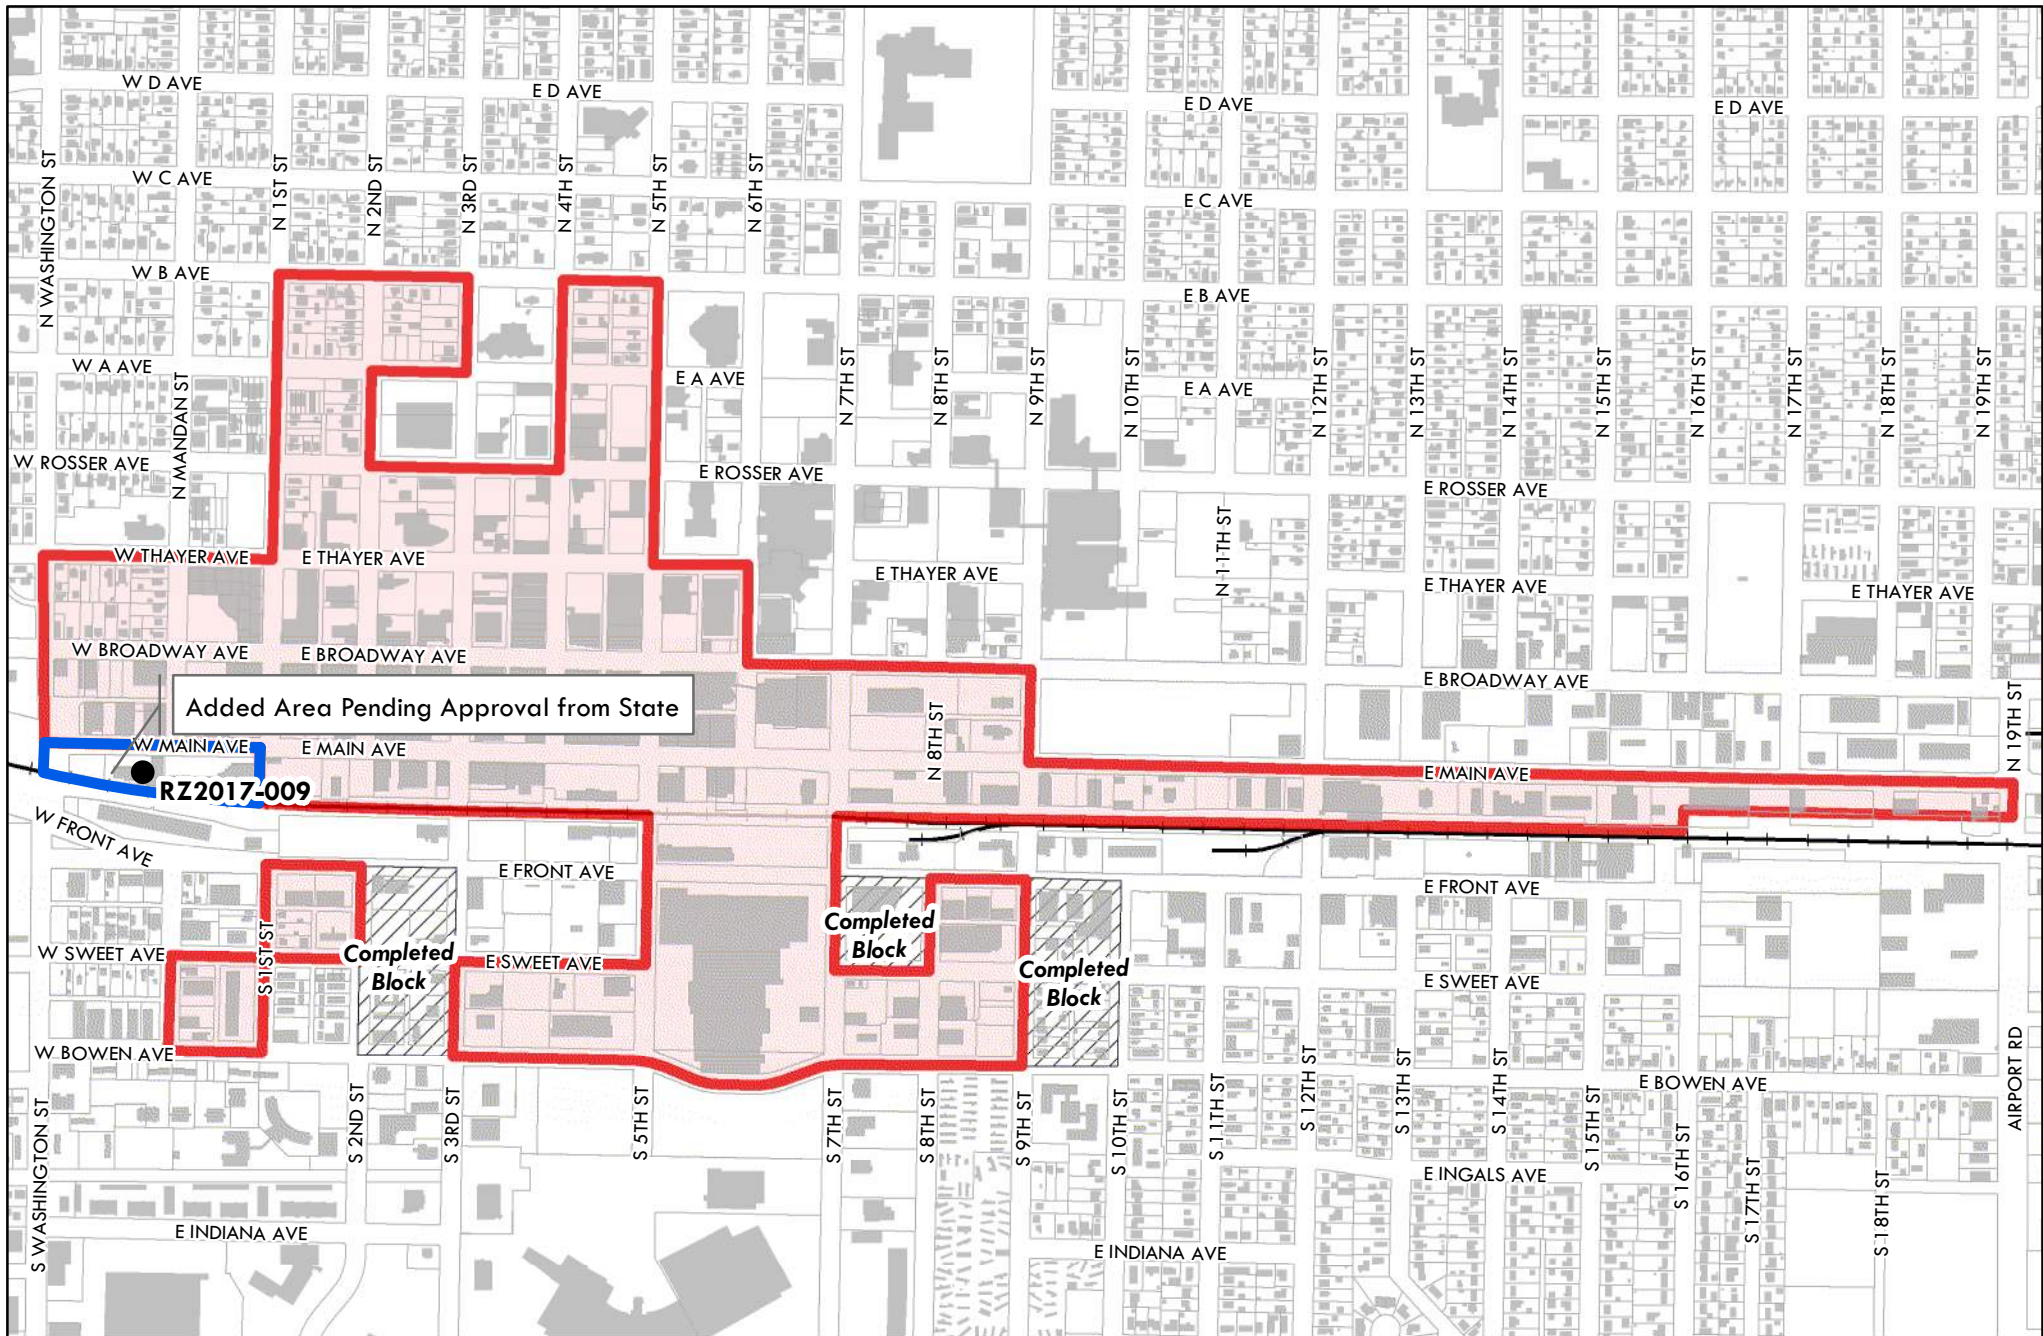 W D AVE
E D AVE
E D AVE
E D AVE
W C AVE
E C AVE
N WASHINGTON ST
N 1ST ST
N 2ND ST
N 3RD ST
N 4TH ST
N 5TH ST
N 6TH ST
W B AVE
E B AVE
W A AVE
E A AVE
E A AVE
N MANDAN ST
N 7TH ST
N 8TH ST
N 9TH ST
N 10TH ST
N 12TH ST
N 13TH ST
N 14TH ST
N 15TH ST
N 16TH ST
N 17TH ST
N 18TH ST
N 19TH ST
W ROSSER AVE
E ROSSER AVE
E ROSSER AVE
N 11TH ST
W THAYER AVE
E THAYER AVE
E THAYER AVE
E THAYER AVE
E THAYER AVE
W BROADWAY AVE
E BROADWAY AVE
E BROADWAY AVE
Added Area Pending Approval from State
N 8TH ST
N 19TH ST
W MAIN AVE
E MAIN AVE
E MAIN AVE
RZ2017-009
W FRONT AVE
E FRONT AVE
E FRONT AVE
Completed
Block
Completed
Block
Completed
Block
S 1ST ST
W SWEET AVE
E SWEET AVE
E SWEET AVE
W BOWEN AVE
E BOWEN AVE
S WASHINGTON ST
S 2ND ST
S 3RD ST
S 5TH ST
S 7TH ST
S 8TH ST
S 9TH ST
S 10TH ST
S 11TH ST
S 12TH ST
S 13TH ST
S 14TH ST
S 15TH ST
S 16TH ST
S 17TH ST
S 18TH ST
AIRPORT RD
E INGALS AVE
E INDIANA AVE
E INDIANA AVE